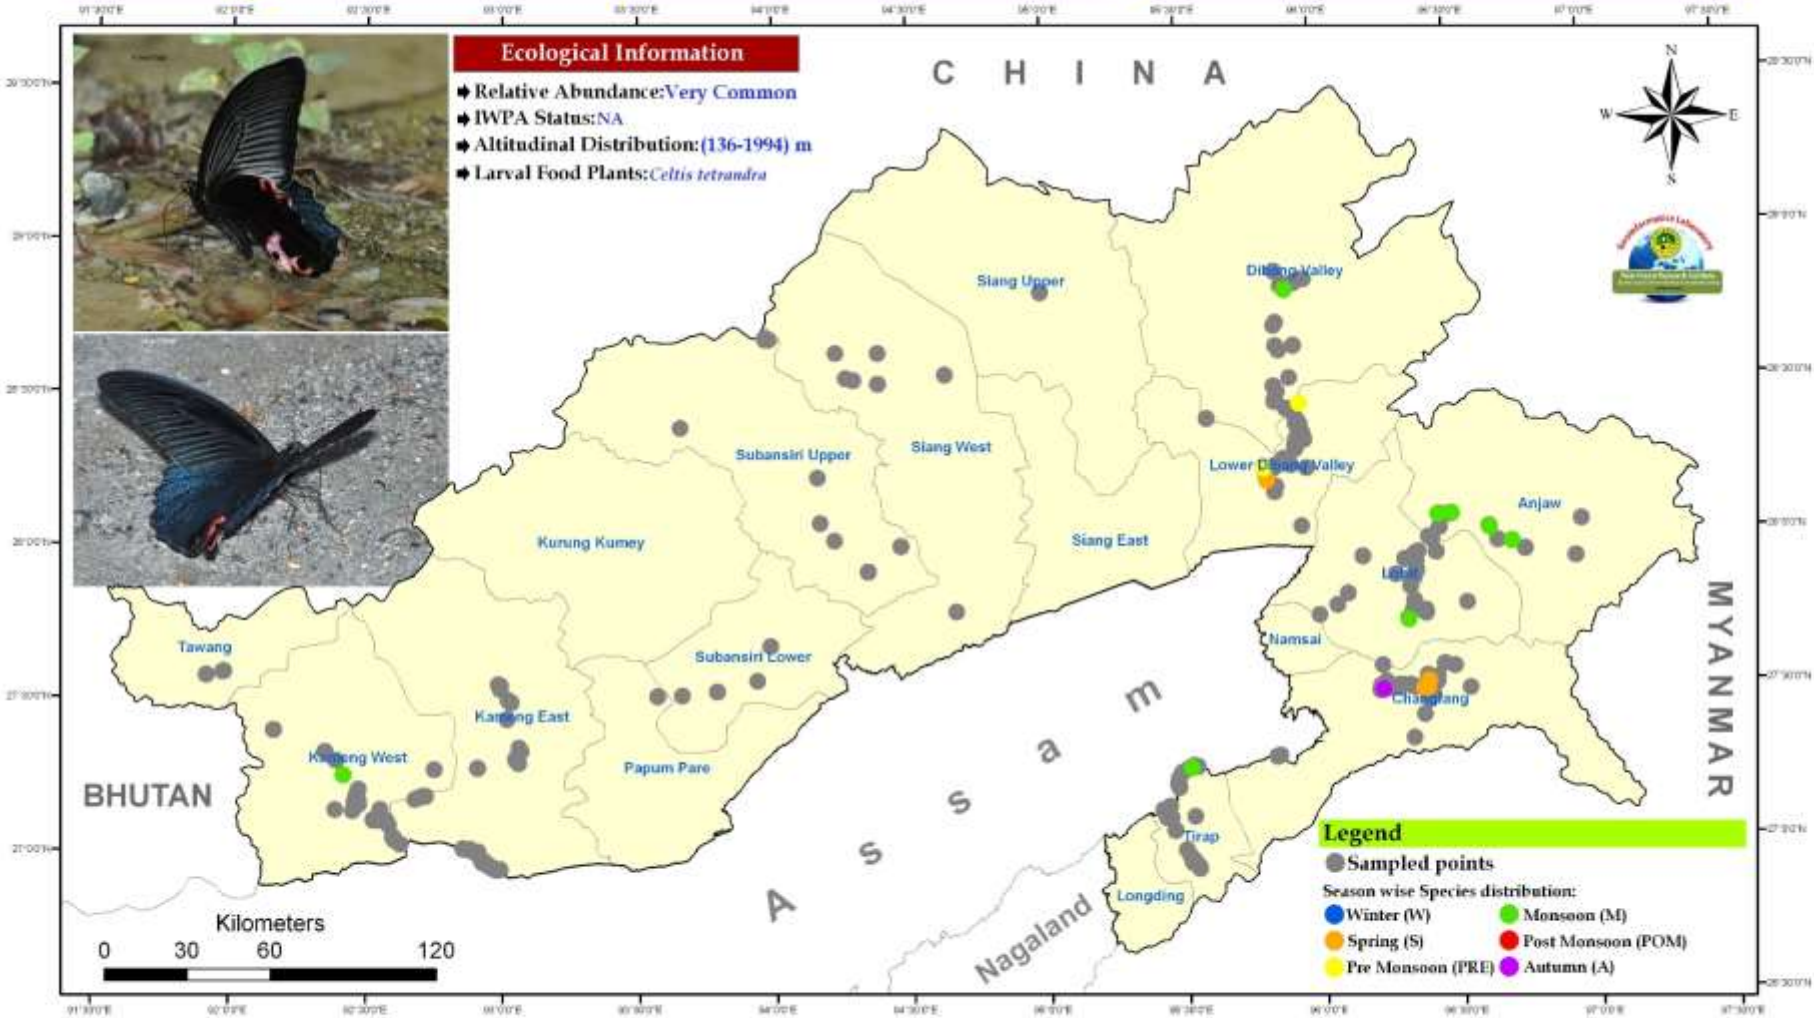 Ecological Information
➡ Relative Abundance:Very Common
➡ IWPA Status:NA
➡ Altitudinal Distribution:(136-1994) m
➡ Larval Food Plants:Celtis tetrandra
C H I N A
N
W E
S
Dibang Valley
Siang Upper
Subansiri Upper
Siang West
Lower Dibang Valley
Anjaw
Kurung Kumey
Siang East
Lohit
Namsai
Tawang
Subansiri Lower
Changlang
Kameng East
Kameng West
Papum Pare
BHUTAN
MYANMAR
Assam
Tirap
Longding
Nagaland
Kilometers
0 30 60 120
Legend
Sampled points
Season wise Species distribution:
Winter (W)
Monsoon (M)
Spring (S)
Post Monsoon (POM)
Pre Monsoon (PRE)
Autumn (A)